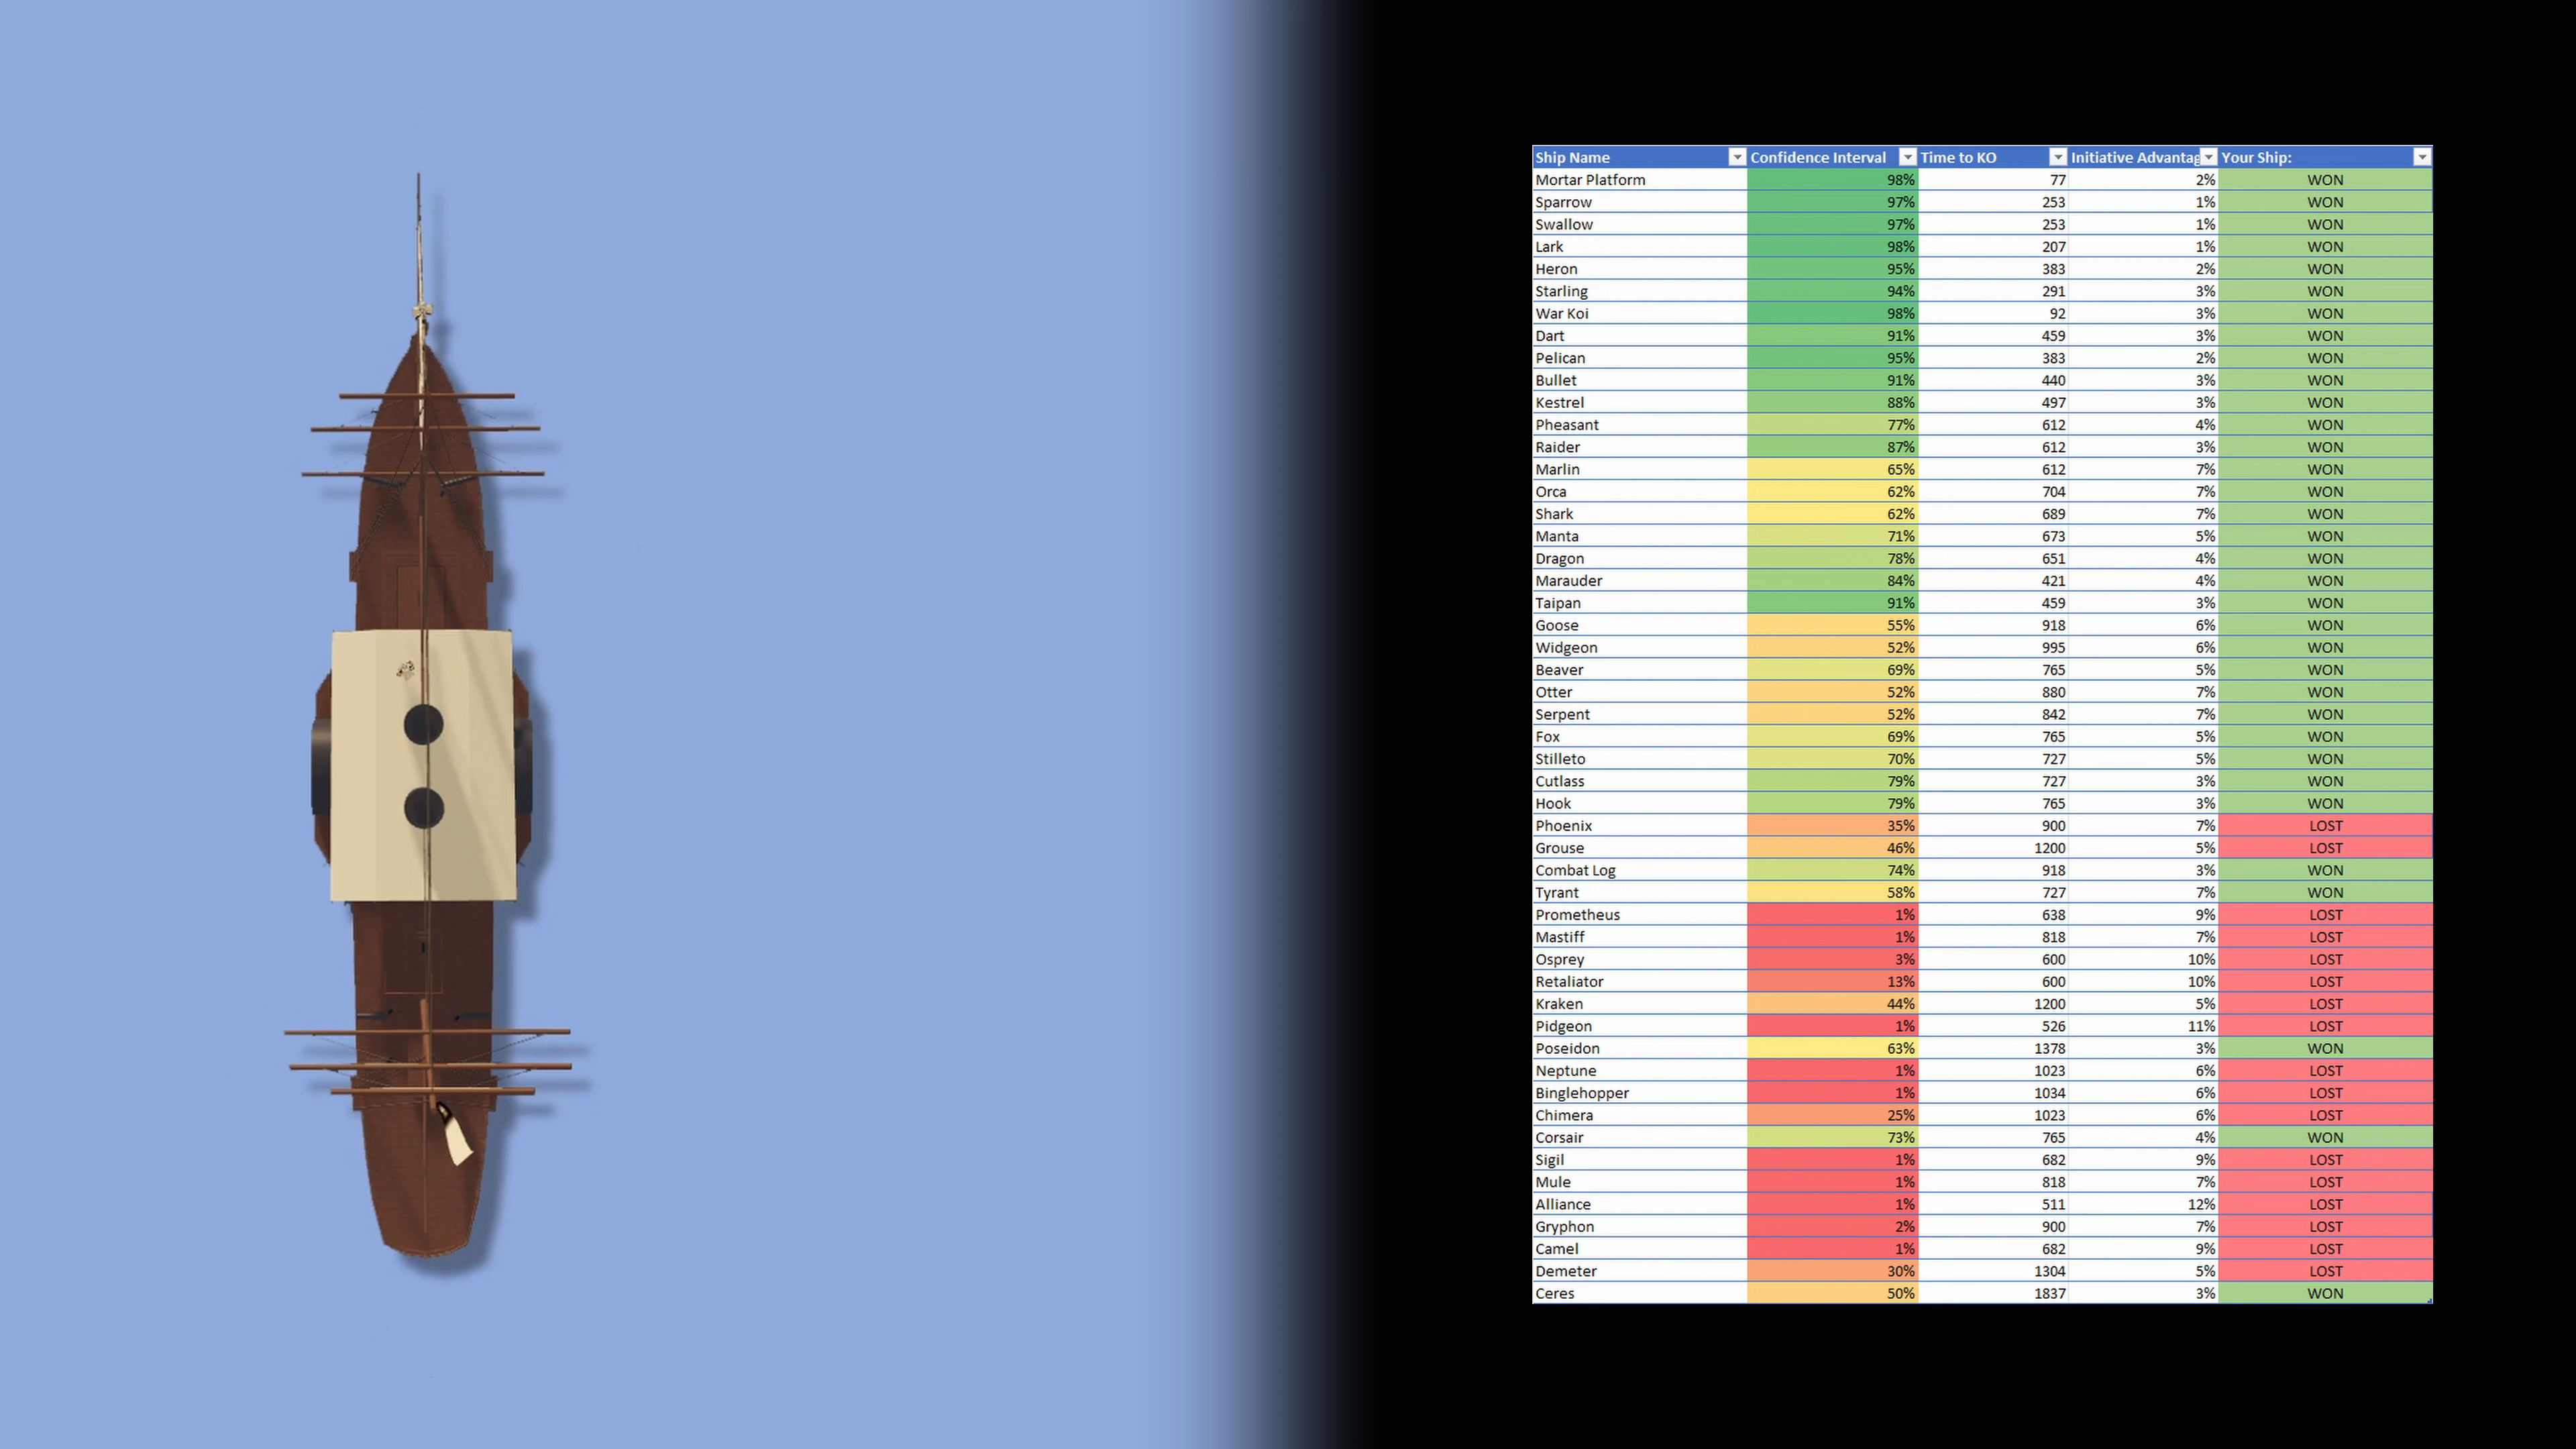 Ship Name Confidence Interval Time to KO Initiative Advantag Your Ship:
Mortar Platform 98% 77 2% WON
Sparrow 97% 253 1% WON
Swallow 97% 253 1% WON
Lark 98% 207 1% WON
Heron 95% 383 2% WON
Starling 94% 291 3% WON
War Koi 98% 92 3% WON
Dart 91% 459 3% WON
Pelican 95% 383 2% WON
Bullet 91% 440 3% WON
Kestrel 88% 497 3% WON
Pheasant 77% 612 4% WON
Raider 87% 612 3% WON
Marlin 65% 612 7% WON
Orca 62% 704 7% WON
Shark 62% 689 7% WON
Manta 71% 673 5% WON
Dragon 78% 651 4% WON
Marauder 84% 421 4% WON
Taipan 91% 459 3% WON
Goose 55% 918 6% WON
Widgeon 52% 995 6% WON
Beaver 69% 765 5% WON
Otter 52% 880 7% WON
Serpent 52% 842 7% WON
Fox 69% 765 5% WON
Stilleto 70% 727 5% WON
Cutlass 79% 727 3% WON
Hook 79% 765 3% WON
Phoenix 35% 900 7% LOST
Grouse 46% 1200 5% LOST
Combat Log 74% 918 3% WON
Tyrant 58% 727 7% WON
Prometheus 1% 638 9% LOST
Mastiff 1% 818 7% LOST
Osprey 3% 600 10% LOST
Retaliator 13% 600 10% LOST
Kraken 44% 1200 5% LOST
Pidgeon 1% 526 11% LOST
Poseidon 63% 1378 3% WON
Neptune 1% 1023 6% LOST
Binglehopper 1% 1034 6% LOST
Chimera 25% 1023 6% LOST
Corsair 73% 765 4% WON
Sigil 1% 682 9% LOST
Mule 1% 818 7% LOST
Alliance 1% 511 12% LOST
Gryphon 2% 900 7% LOST
Camel 1% 682 9% LOST
Demeter 30% 1304 5% LOST
Ceres 50% 1837 3% WON